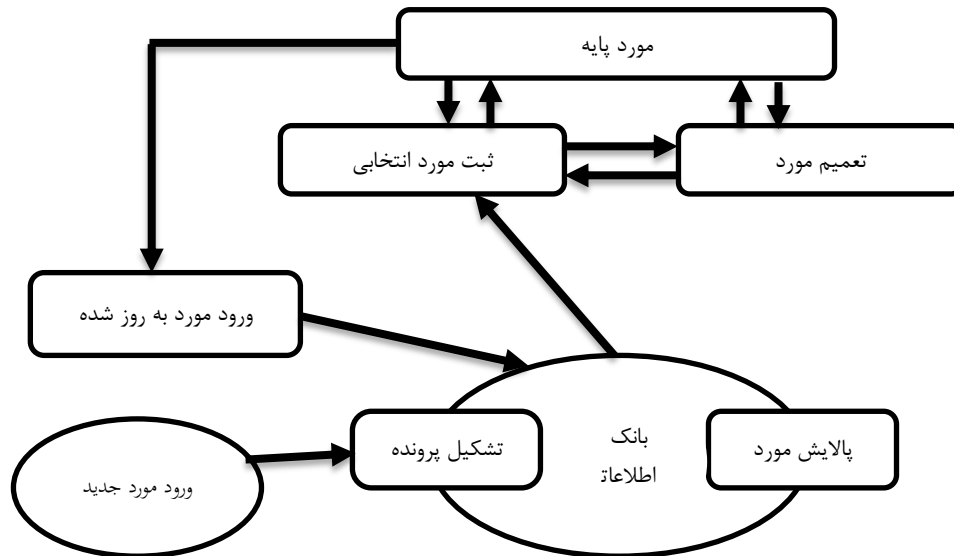 مورد پایه
ثبت مورد انتخابی
تعمیم مورد
ورود مورد به روز شده
بانک
اطلاعاتـ
تشکیل پرونده
پالایش مورد
ورود مورد جدید